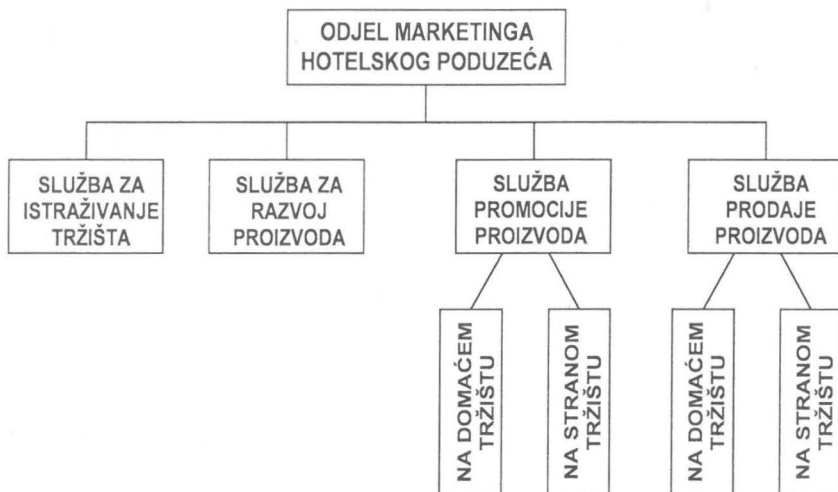 ODJEL MARKETINGA
HOTELSKOG PODUZEĆA
SLUŽBA ZA
ISTRAŽIVANJE
TRŽIŠTA
SLUŽBA ZA
RAZVOJ
PROIZVODA
SLUŽBA
PROMOCIJE
PROIZVODA
SLUŽBA
PRODAJE
PROIZVODA
NA DOMAĆEM
TRŽIŠTU
NA STRANOM
TRŽIŠTU
NA DOMAĆEM
TRŽIŠTU
NA STRANOM
TRŽIŠTU